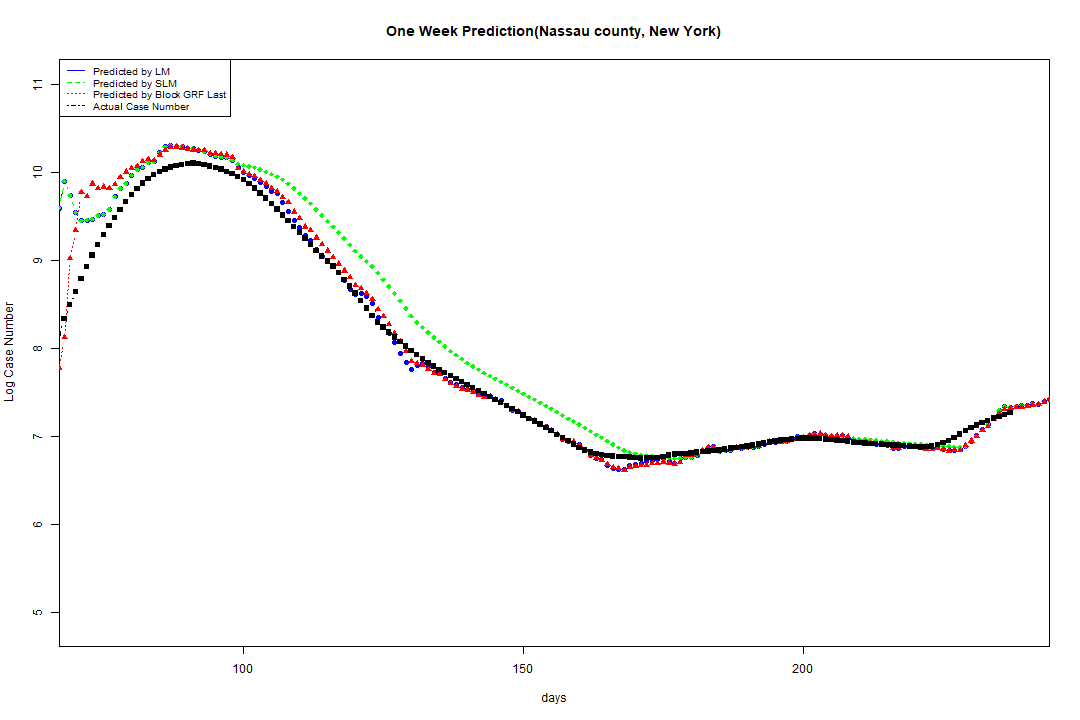 One Week Prediction(Nassau county, New York)
Predicted by LM
Predicted by SLM
Predicted by Block GRF Last
Actual Case Number
11
10
9
8
7
6
5
Log Case Number
100
150
200
days